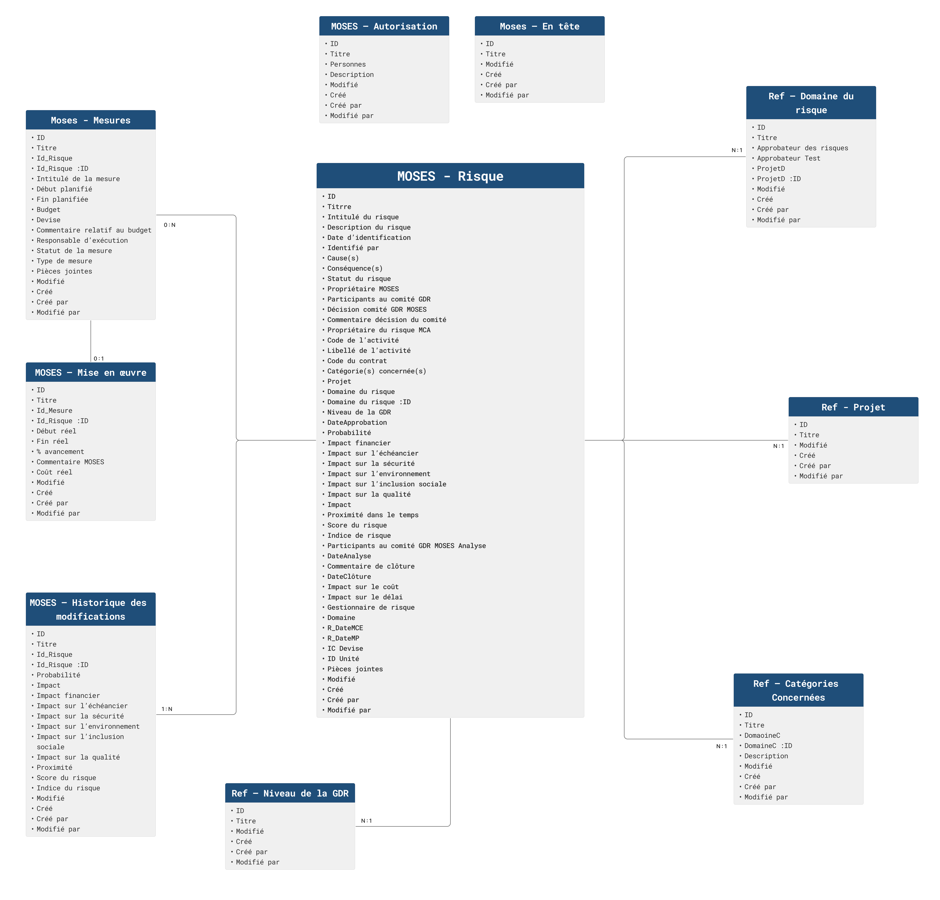 MOSES – Autorisation
• ID
• Titre
• Personnes
• Description
• Modifié
• Créé
• Créé par
• Modifié par
Moses – En tête
• ID
• Titre
• Modifié
• Créé
• Créé par
• Modifié par
Moses - Mesures
• ID
• Titre
• Id_Risque
• Id_Risque :ID
• Intitulé de la mesure
• Début planifié
• Fin planifiée
• Budget
• Devise
• Commentaire relatif au budget
• Responsable d'exécution
• Statut de la mesure
• Type de mesure
• Pièces jointes
• Modifié
• Créé
• Créé par
• Modifié par
0:N
0:1
MOSES – Mise en œuvre
• ID
• Titre
• Id_Mesure
• Id_Risque :ID
• Début réel
• Fin réel
• % avancement
• Commentaire MOSES
• Coût réel
• Modifié
• Créé
• Créé par
• Modifié par
MOSES – Historique des
modifications
• ID
• Titre
• Id_Risque
• Id_Risque :ID
• Probabilité
• Impact
• Impact financier
• Impact sur l'échéancier
• Impact sur la sécurité
• Impact sur l'environnement
• Impact sur l'inclusion
sociale
• Impact sur la qualité
• Proximité
• Score du risque
• Indice du risque
• Modifié
• Créé
• Créé par
• Modifié par
1:N
MOSES - Risque
• ID
• Titrre
• Intitulé du risque
• Description du risque
• Date d'identification
• Identifié par
• Cause(s)
• Conséquence(s)
• Statut du risque
• Propriétaire MOSES
• Participants au comité GDR
• Décision comité GDR MOSES
• Commentaire décision du comité
• Propriétaire du risque MCA
• Code de l'activité
• Libellé de l'activité
• Code du contrat
• Catégorie(s) concernée(s)
• Projet
• Domaine du risque
• Domaine du risque :ID
• Niveau de la GDR
• DateApprobation
• Probabilité
• Impact financier
• Impact sur l'échéancier
• Impact sur la sécurité
• Impact sur l'environnement
• Impact sur l'inclusion sociale
• Impact sur la qualité
• Impact
• Proximité dans le temps
• Score du risque
• Indice de risque
• Participants au comité GDR MOSES Analyse
• DateAnalyse
• Commentaire de clôture
• DateClôture
• Impact sur le coût
• Impact sur le délai
• Gestionnaire de risque
• Domaine
• R_DateMCE
• R_DateMP
• IC Devise
• ID Unité
• Pièces jointes
• Modifié
• Créé
• Créé par
• Modifié par
Ref – Niveau de la GDR
• ID
• Titre
• Modifié
• Créé
• Créé par
• Modifié par
N:1
Ref – Domaine du
risque
• ID
• Titre
• Approbateur des risques
• Approbateur Test
• ProjetD
• ProjetD :ID
• Modifié
• Créé
• Créé par
• Modifié par
N:1
Ref - Projet
• ID
• Titre
• Modifié
• Créé
• Créé par
• Modifié par
N:1
Ref – Catégories
Concernées
• ID
• Titre
• DomaoineC
• DomaineC :ID
• Description
• Modifié
• Créé
• Créé par
• Modifié par
N:1